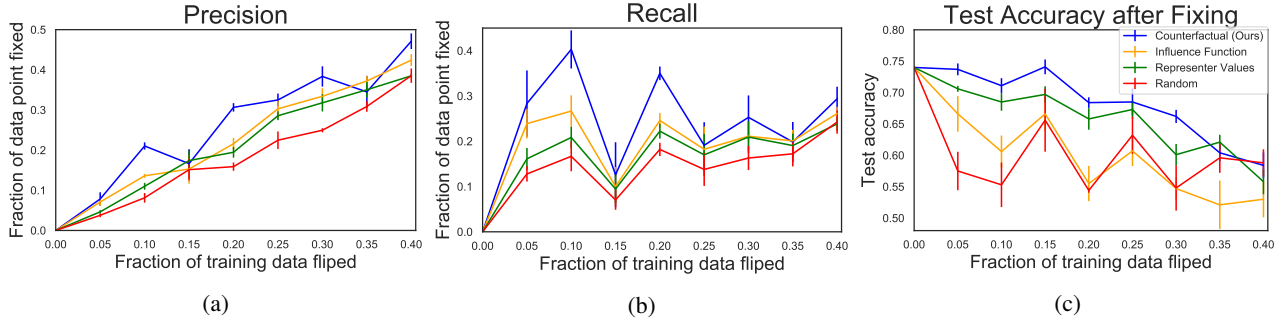 Precision
Fraction of data point fixed
0.5
0.4
0.3
0.2
0.1
0.0
0.00 0.05 0.10 0.15 0.20 0.25 0.30 0.35 0.40
Fraction of training data fliped
(a)
Recall
Fraction of data point fixed
0.4
0.3
0.2
0.1
0.0
0.00 0.05 0.10 0.15 0.20 0.25 0.30 0.35 0.40
Fraction of training data fliped
(b)
Test Accuracy after Fixing
Counterfactual (Ours)
Influence Function
Representer Values
Random
Test accuracy
0.80
0.75
0.70
0.65
0.60
0.55
0.50
0.00 0.05 0.10 0.15 0.20 0.25 0.30 0.35 0.40
Fraction of training data fliped
(c)